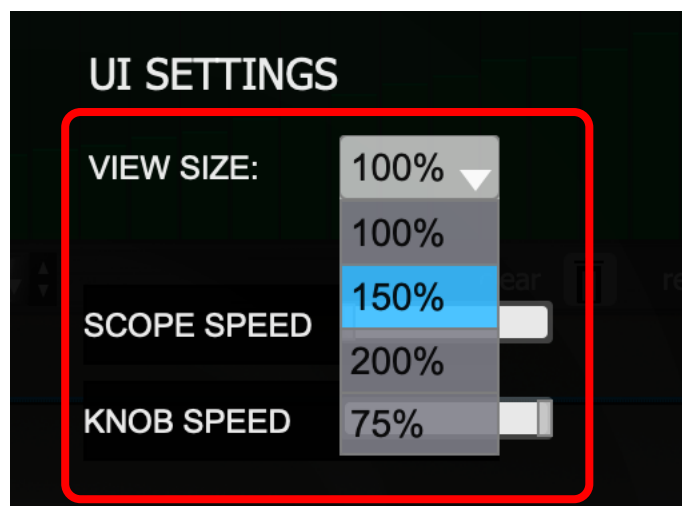 UI SETTINGS
VIEW SIZE: 100%
100%
150%
200%
75%
SCOPE SPEED
KNOB SPEED